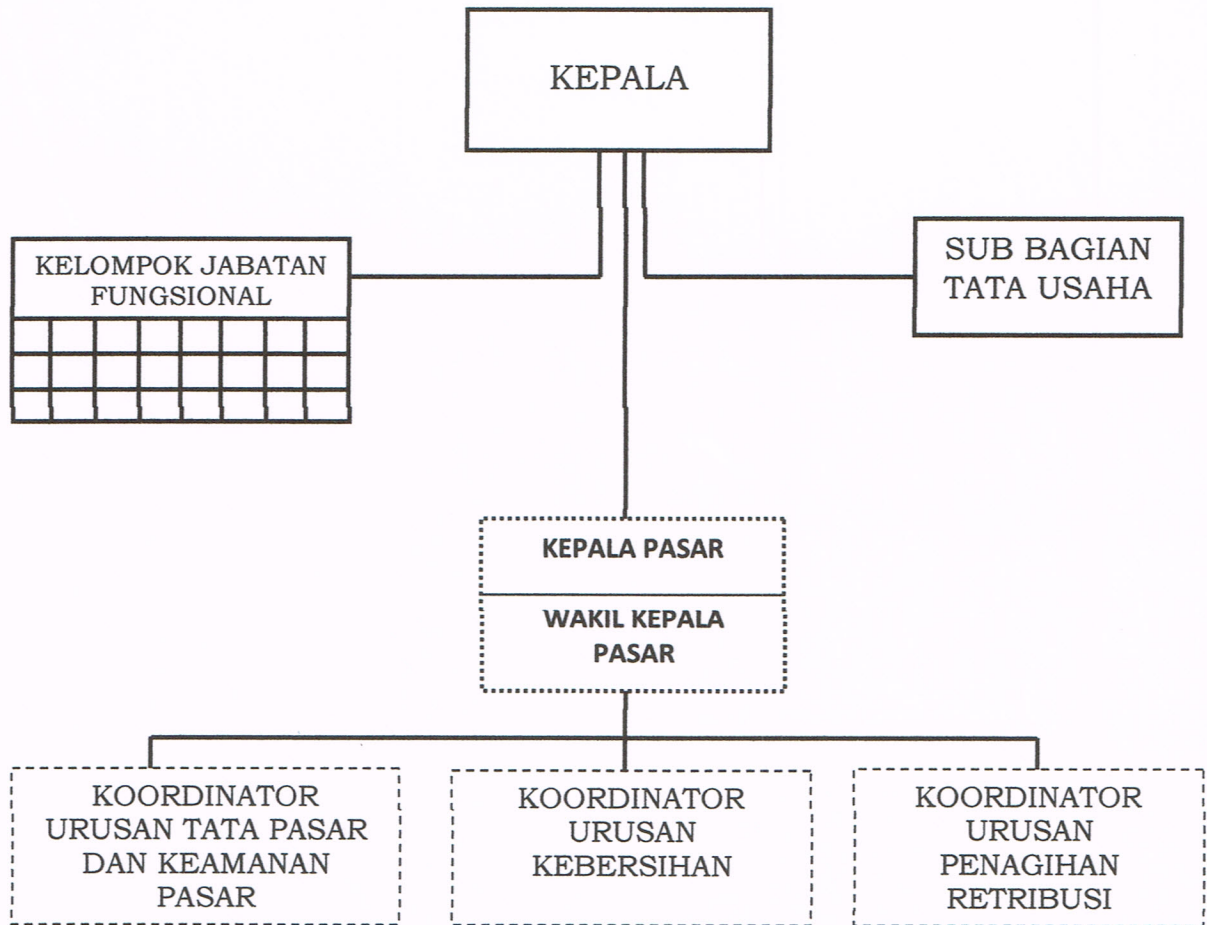 KEPALA
KELOMPOK JABATAN
FUNGSIONAL
SUB BAGIAN
TATA USAHA
KEPALA PASAR
WAKIL KEPALA
PASAR
KOORDINATOR
URUSAN TATA PASAR
DAN KEAMANAN
PASAR
KOORDINATOR
URUSAN
KEBERSIHAN
KOORDINATOR
URUSAN
PENAGIHAN
RETRIBUSI